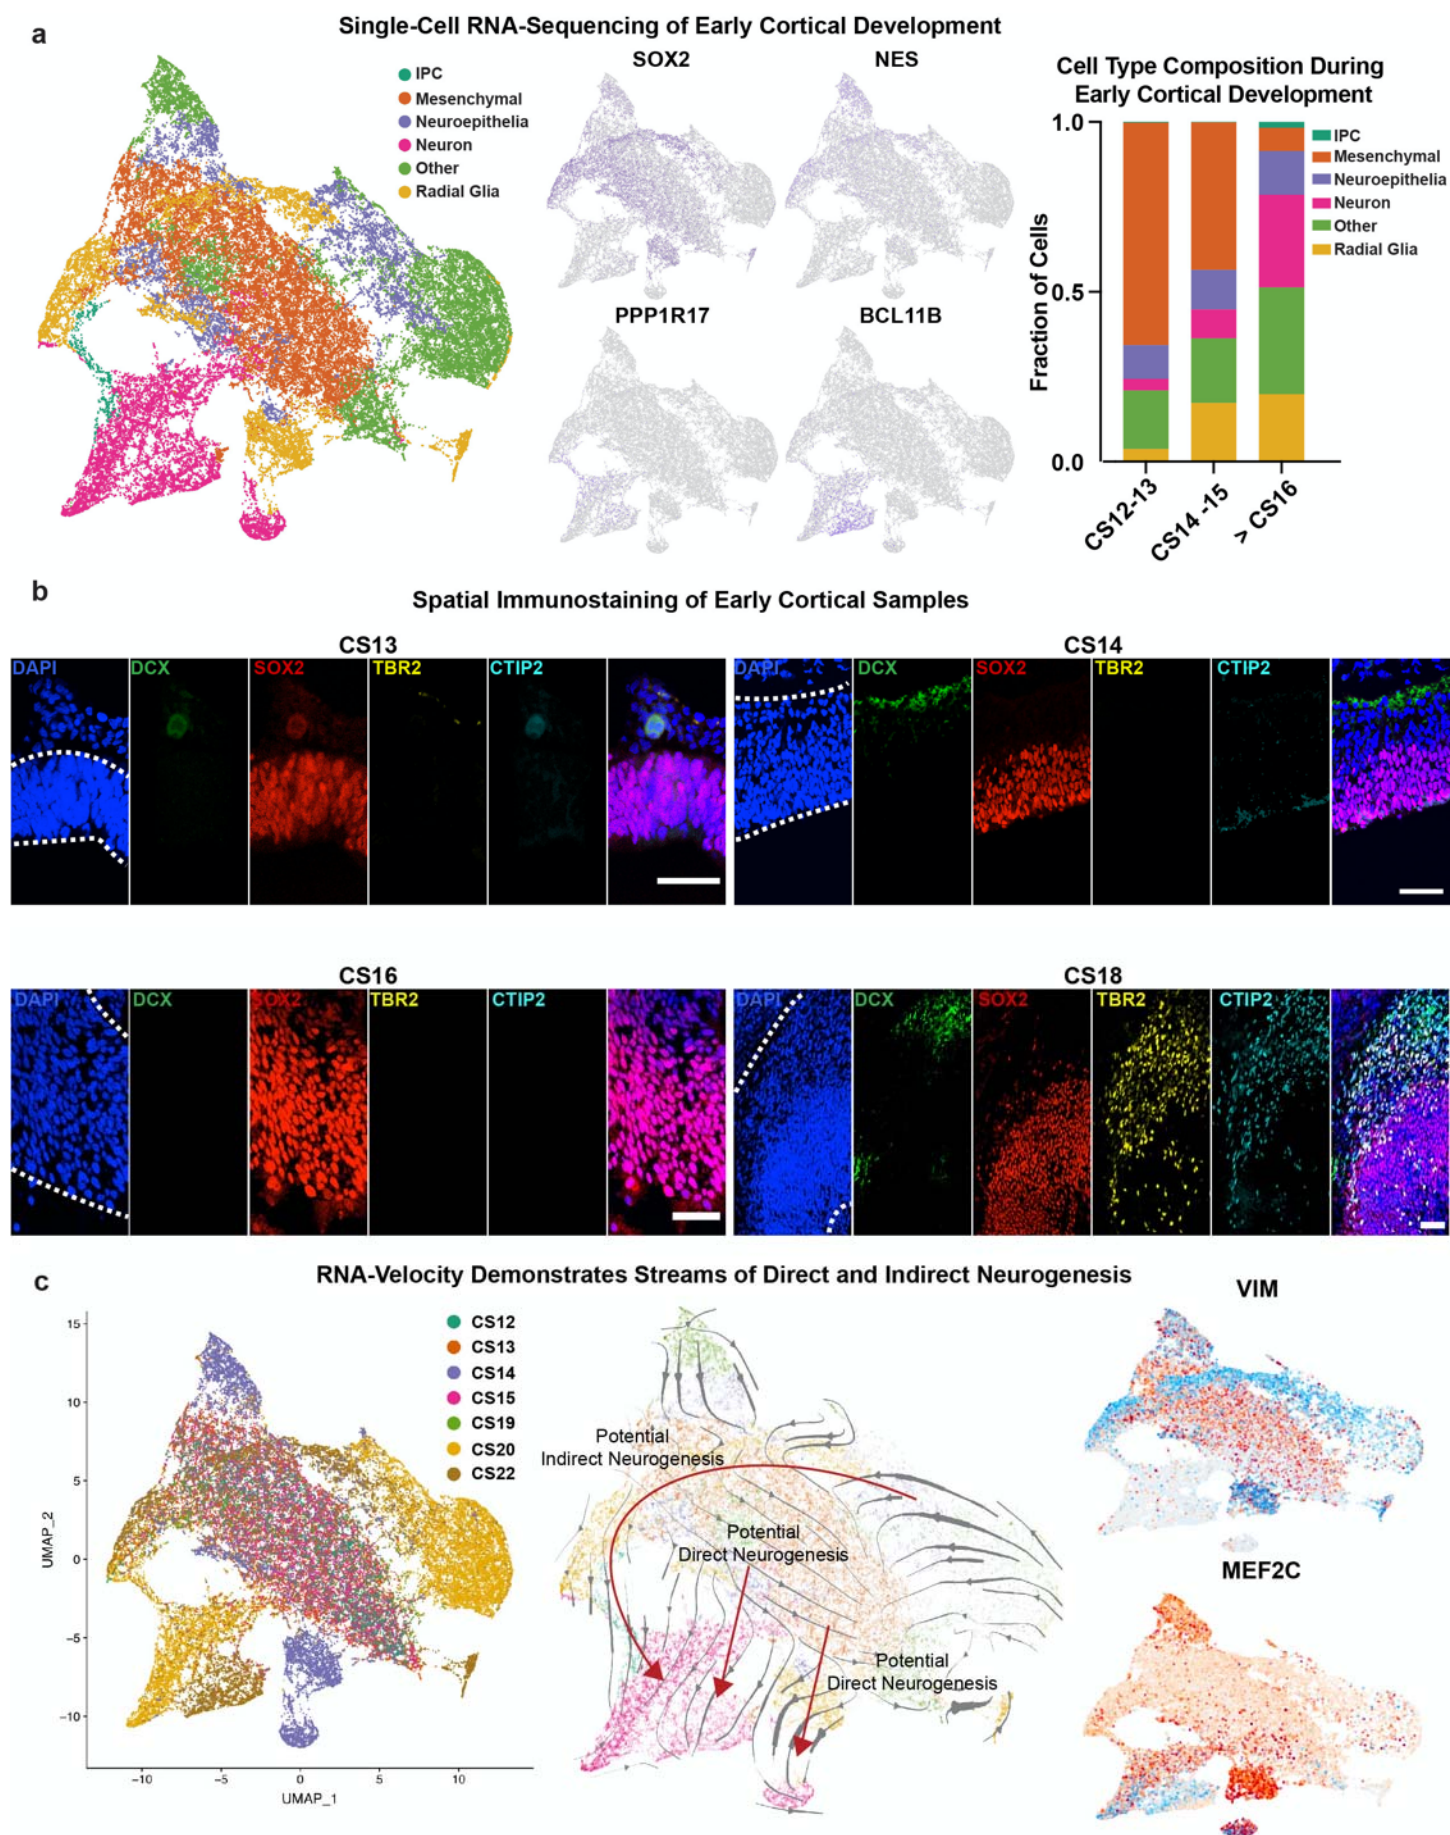 a
Single-Cell RNA-Sequencing of Early Cortical Development
IPC
Mesenchymal
Neuroepithelia
Neuron
Other
Radial Glia
SOX2
NES
PPP1R17
BCL11B
Cell Type Composition During
Early Cortical Development
Fraction of Cells
1.0
0.5
0.0
CS12-13
CS14 -15
> CS16
IPC
Mesenchymal
Neuroepithelia
Neuron
Other
Radial Glia
b
Spatial Immunostaining of Early Cortical Samples
CS13
DAPI
DCX
SOX2
TBR2
CTIP2
CS14
DAPI
DCX
SOX2
TBR2
CTIP2
CS16
DAPI
DCX
SOX2
TBR2
CTIP2
CS18
DAPI
DCX
SOX2
TBR2
CTIP2
c
RNA-Velocity Demonstrates Streams of Direct and Indirect Neurogenesis
UMAP_2
15
10
5
0
−5
−10
−10
−5
0
5
10
UMAP_1
CS12
CS13
CS14
CS15
CS19
CS20
CS22
Potential
Indirect Neurogenesis
Potential
Direct Neurogenesis
Potential
Direct Neurogenesis
VIM
MEF2C